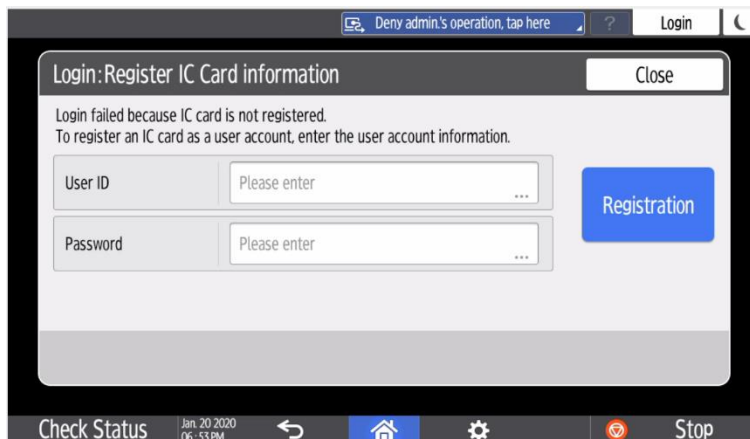 Deny admin.'s operation, tap here
?
Login
Login:Register IC Card information
Close
Login failed because IC card is not registered.
To register an IC card as a user account, enter the user account information.
User ID
Please enter
...
Registration
Password
Please enter
...
Check Status
Jan. 20 2020
06:53 PM
Stop